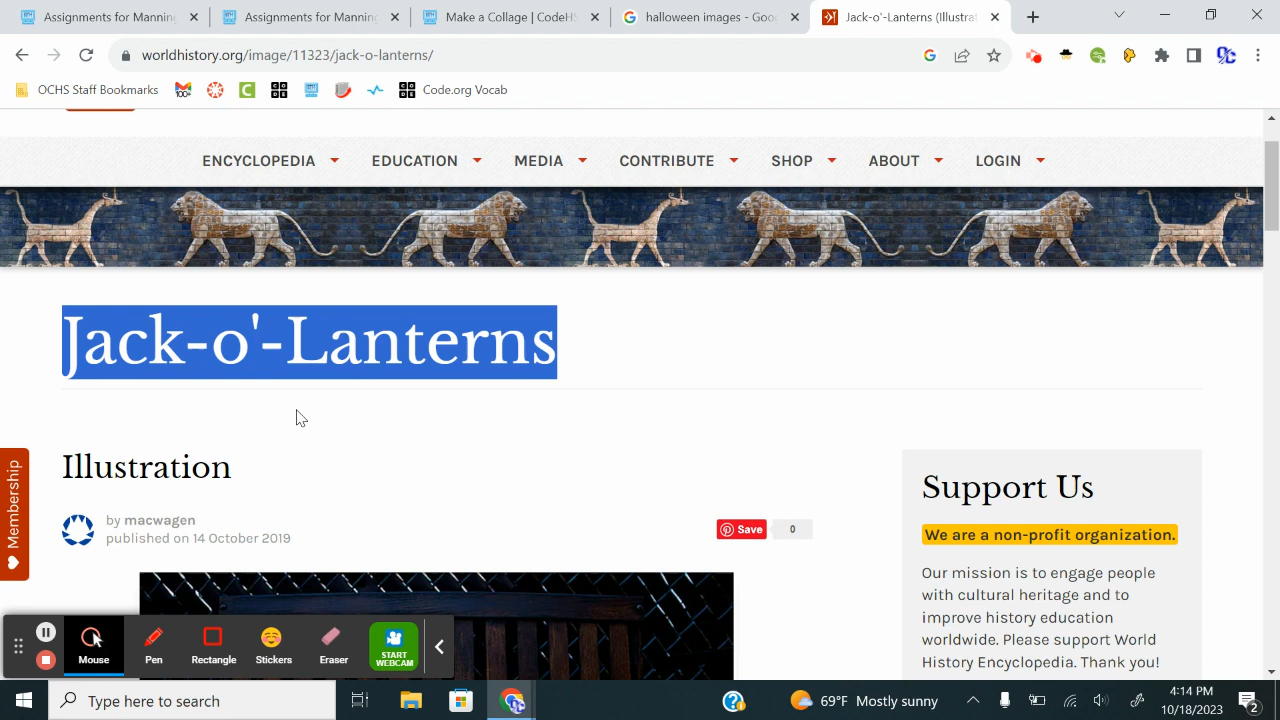 Assignments for Manning
Assignments for Manning
Make a Collage | CodeHS
halloween images - Goo
Jack-o'-Lanterns (Illustrat
worldhistory.org/image/11323/jack-o-lanterns/
OCHS Staff Bookmarks
Code.org Vocab
ENCYCLOPEDIA EDUCATION MEDIA CONTRIBUTE SHOP ABOUT LOGIN
Jack-o'-Lanterns
Illustration
by macwagen
published on 14 October 2019
Save 0
Membership
Support Us
We are a non-profit organization.
Our mission is to engage people
with cultural heritage and to
improve history education
worldwide. Please support World
History Encyclopedia. Thank you!
Mouse Pen Rectangle Stickers Eraser
START
WEBCAM
Type here to search
69°F Mostly sunny
4:14 PM
10/18/2023
2